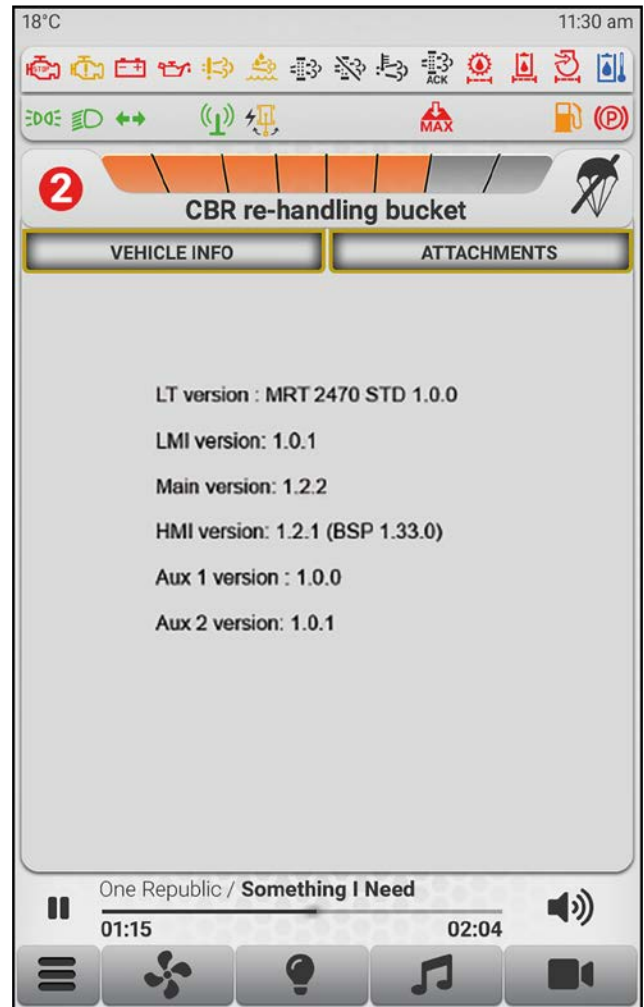 18°C 11:30 am
STOP
ACK
MAX
(P)
2
CBR re-handling bucket
VEHICLE INFO ATTACHMENTS
LT version : MRT 2470 STD 1.0.0
LMI version: 1.0.1
Main version: 1.2.2
HMI version: 1.2.1 (BSP 1.33.0)
Aux 1 version : 1.0.0
Aux 2 version: 1.0.1
One Republic / Something I Need
01:15 02:04